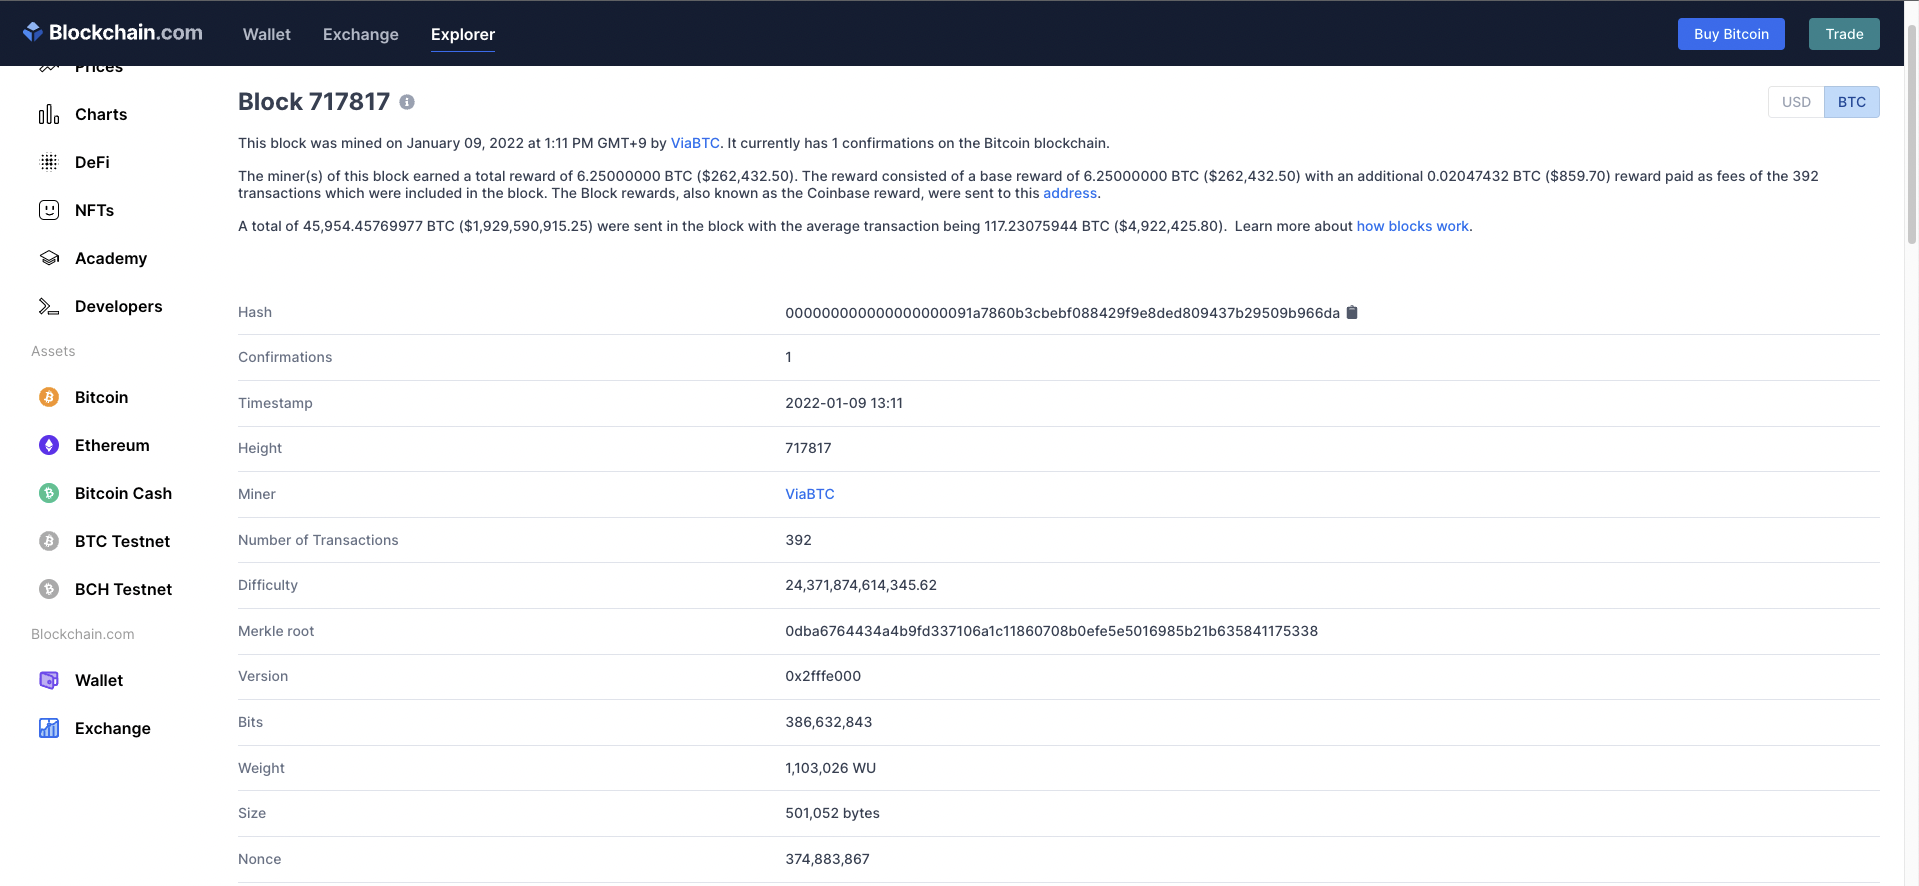 Blockchain.com
Wallet
Exchange
Explorer
Buy Bitcoin
Trade
Prices
Charts
DeFi
NFTs
Academy
Developers
Assets
Bitcoin
Ethereum
Bitcoin Cash
BTC Testnet
BCH Testnet
Blockchain.com
Wallet
Exchange
Block 717817
USD
BTC
This block was mined on January 09, 2022 at 1:11 PM GMT+9 by ViaBTC. It currently has 1 confirmations on the Bitcoin blockchain.
The miner(s) of this block earned a total reward of 6.25000000 BTC ($262,432.50). The reward consisted of a base reward of 6.25000000 BTC ($262,432.50) with an additional 0.02047432 BTC ($859.70) reward paid as fees of the 392
transactions which were included in the block. The Block rewards, also known as the Coinbase reward, were sent to this address.
A total of 45,954.45769977 BTC ($1,929,590,915.25) were sent in the block with the average transaction being 117.23075944 BTC ($4,922,425.80). Learn more about how blocks work.
Hash 000000000000000000091a7860b3cbebf088429f9e8ded809437b29509b966da
Confirmations 1
Timestamp 2022-01-09 13:11
Height 717817
Miner ViaBTC
Number of Transactions 392
Difficulty 24,371,874,614,345.62
Merkle root 0dba6764434a4b9fd337106a1c11860708b0efe5e5016985b21b635841175338
Version 0x2fffe000
Bits 386,632,843
Weight 1,103,026 WU
Size 501,052 bytes
Nonce 374,883,867